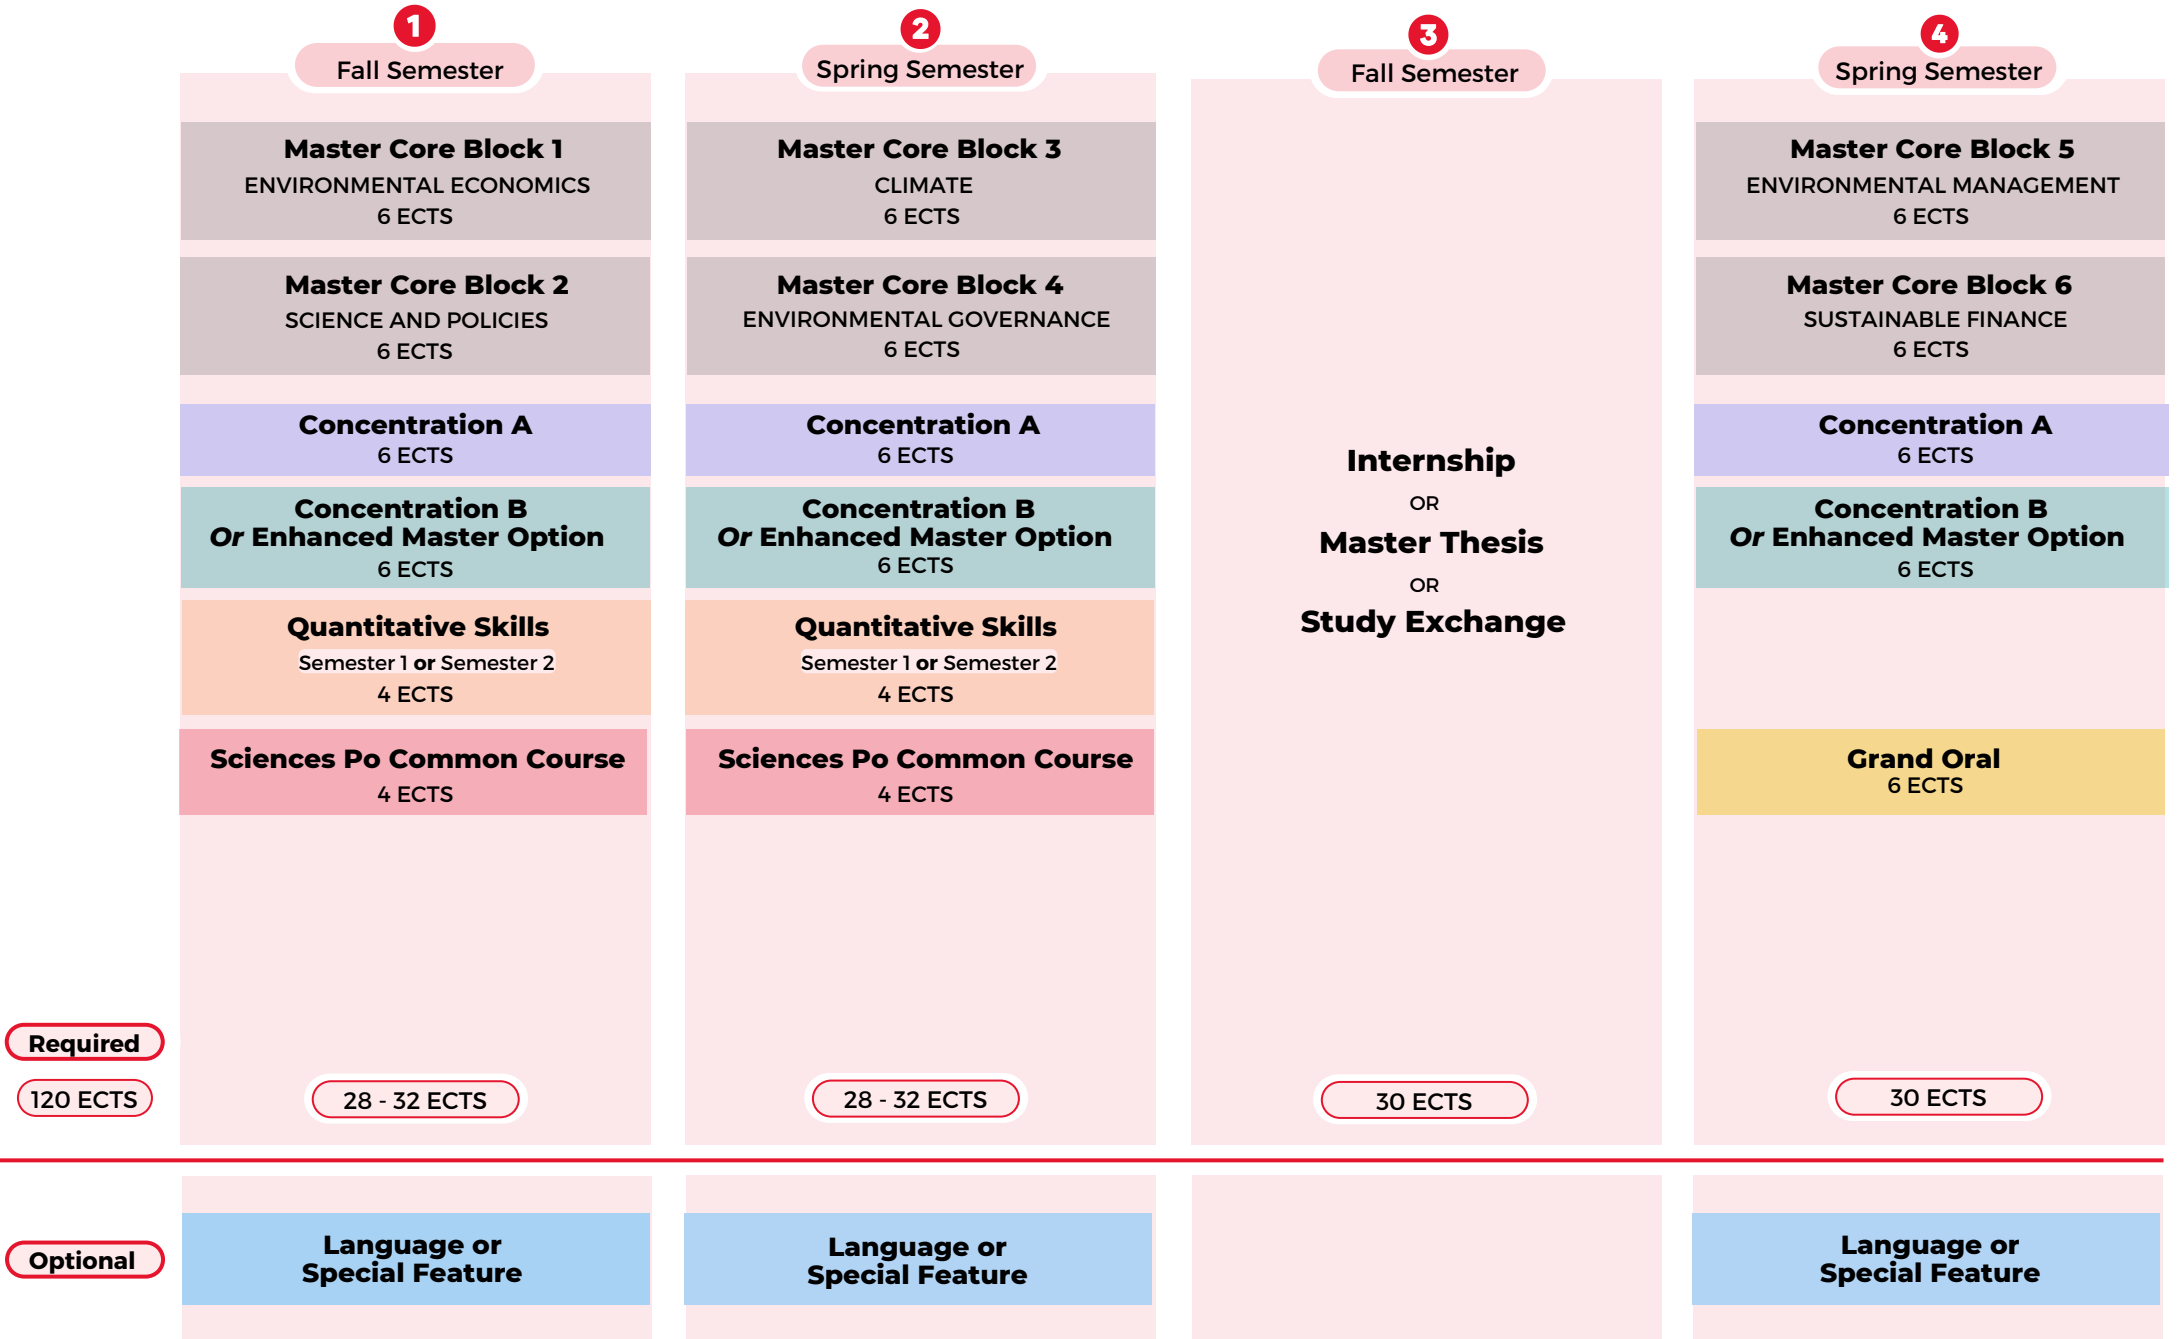 1
Fall Semester
Master Core Block 1
ENVIRONMENTAL ECONOMICS
6 ECTS
Master Core Block 2
SCIENCE AND POLICIES
6 ECTS
Concentration A
6 ECTS
Concentration B
Or Enhanced Master Option
6 ECTS
Quantitative Skills
Semester 1 or Semester 2
4 ECTS
Sciences Po Common Course
4 ECTS
28 - 32 ECTS
2
Spring Semester
Master Core Block 3
CLIMATE
6 ECTS
Master Core Block 4
ENVIRONMENTAL GOVERNANCE
6 ECTS
Concentration A
6 ECTS
Concentration B
Or Enhanced Master Option
6 ECTS
Quantitative Skills
Semester 1 or Semester 2
4 ECTS
Sciences Po Common Course
4 ECTS
28 - 32 ECTS
3
Fall Semester
Internship
OR
Master Thesis
OR
Study Exchange
30 ECTS
4
Spring Semester
Master Core Block 5
ENVIRONMENTAL MANAGEMENT
6 ECTS
Master Core Block 6
SUSTAINABLE FINANCE
6 ECTS
Concentration A
6 ECTS
Concentration B
Or Enhanced Master Option
6 ECTS
Grand Oral
6 ECTS
30 ECTS
Required
120 ECTS
Optional
Language or
Special Feature
Language or
Special Feature
Language or
Special Feature